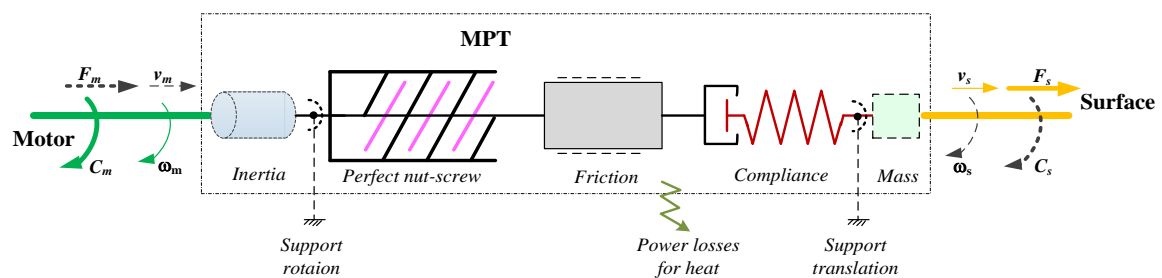 MPT
F_m
v_m
Motor
C_m
ω_m
Inertia
Perfect nut-screw
Friction
Compliance
Mass
v_s
F_s
Surface
ω_s
C_s
Support
rotaion
Power losses
for heat
Support
translation